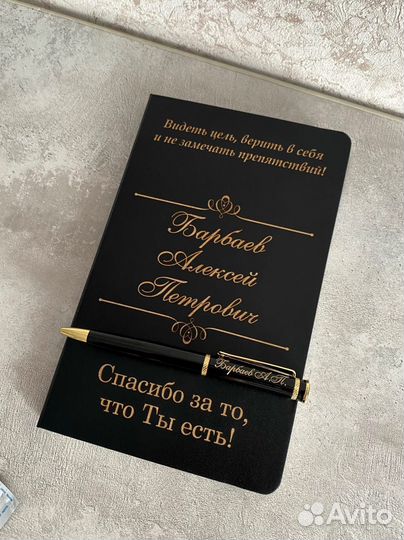 Видеть цель, верить в себя
и не замечать препятствий!
Барбаев
Алексей
Петрович
Барбаев А.П.
Спасибо за то,
что Ты есть!
Avito